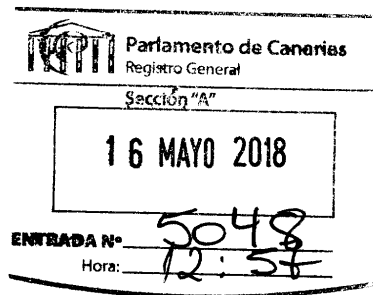 Parlamento de Canarias
Registro General
Sección "A"
16 MAYO 2018
ENTRADA Nº 5048
Hora: 12:57